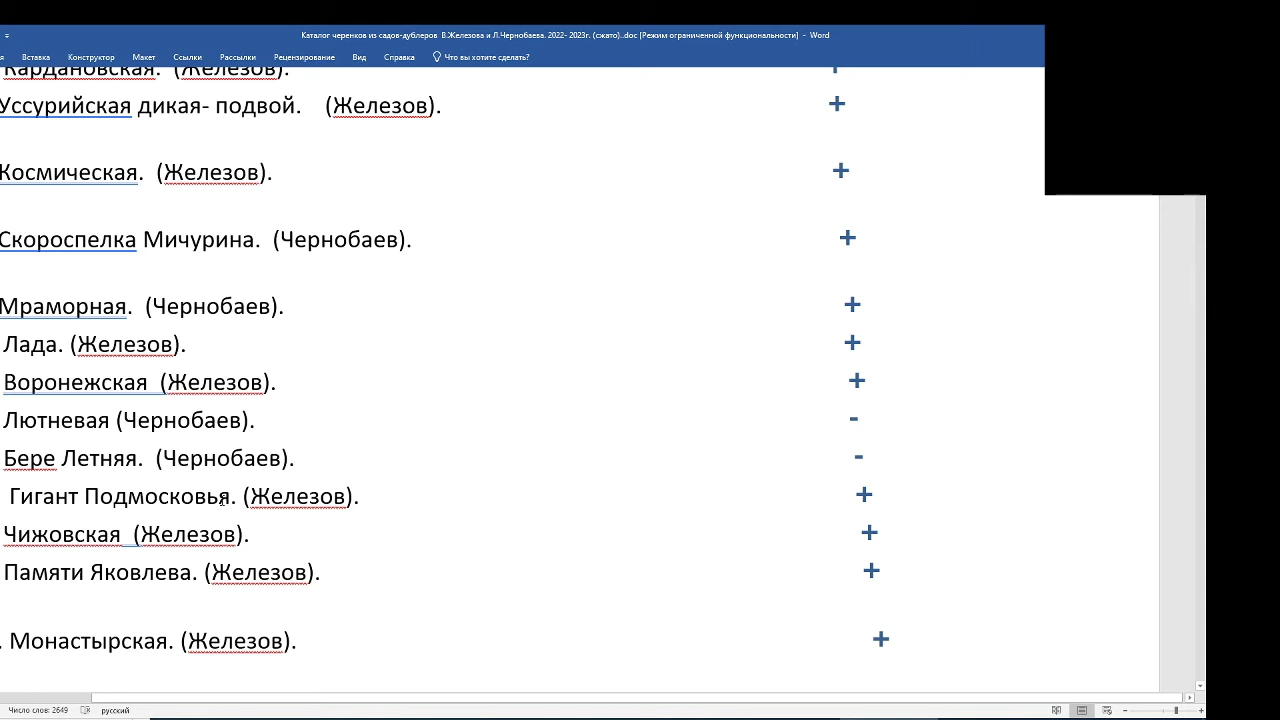 Каталог черенков из садов-дублеров В.Железова и Л.Чернобаева. 2022- 2023г. (сжато)..doc [Режим ограниченной функциональности] - Word
Вставка Конструктор Макет Ссылки Рассылки Рецензирование Вид Справка Что вы хотите сделать?
Кардановская. (Железов). +
Уссурийская дикая- подвой. (Железов). +
Космическая. (Железов). +
Скороспелка Мичурина. (Чернобаев). +
Мраморная. (Чернобаев). +
Лада. (Железов). +
Воронежская (Железов). +
Лютневая (Чернобаев). -
Бере Летняя. (Чернобаев). -
Гигант Подмосковья. (Железов). +
Чижовская (Железов). +
Памяти Яковлева. (Железов). +
. Монастырская. (Железов). +
Число слов: 2649 русский